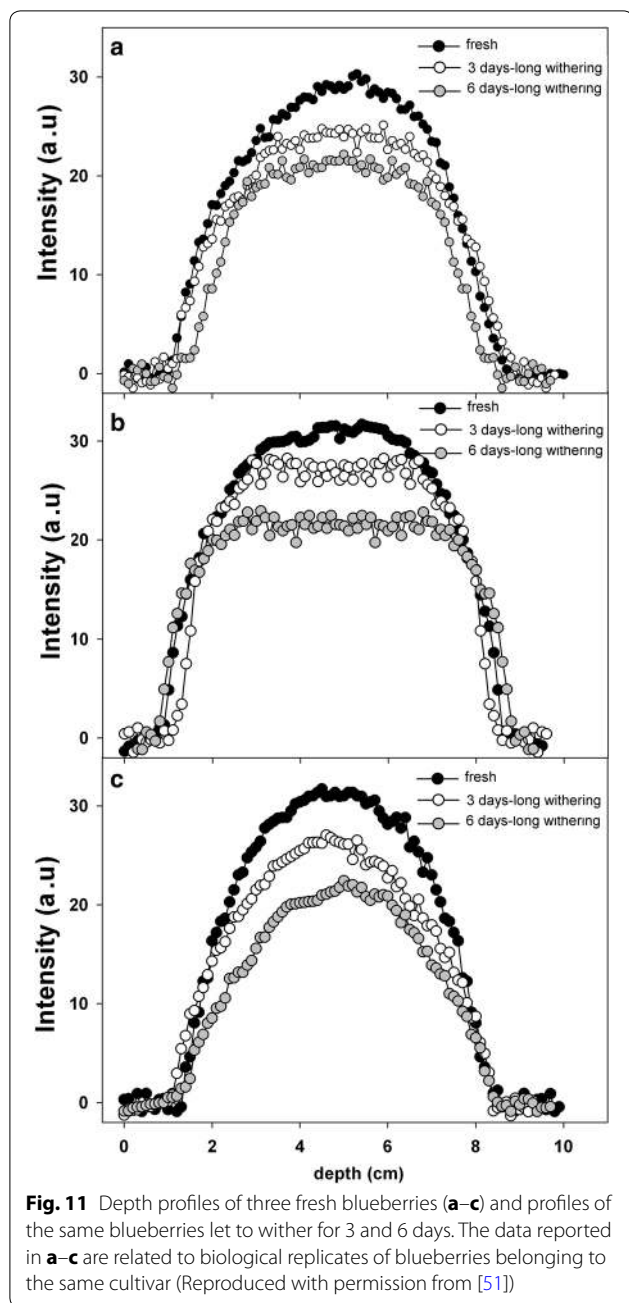 a
fresh
3 days-long withering
6 days-long withering
Intensity (a.u)
30
20
10
0
b
fresh
3 days-long withering
6 days-long withering
Intensity (a.u)
30
20
10
0
c
fresh
3 days-long withering
6 days-long withering
Intensity (a.u)
30
20
10
0
0 2 4 6 8 10
depth (cm)
Fig. 11 Depth profiles of three fresh blueberries (a–c) and profiles of
the same blueberries let to wither for 3 and 6 days. The data reported
in a–c are related to biological replicates of blueberries belonging to
the same cultivar (Reproduced with permission from [51])